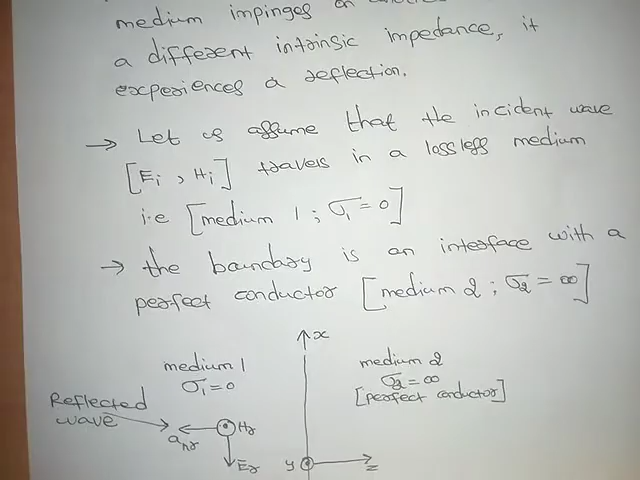 medium impinges on
a different intrinsic impedance, it
experiences a reflection.
→ Let us assume that the incident wave
[Ei , Hi] travels in a lossless medium
i.e [medium 1 ; σ1 = 0]
→ the boundary is an interface with a
perfect conductor [medium 2 ; σ2 = ∞]
x
medium 1
σ1 = 0
medium 2
σ2 = ∞
[perfect conductor]
Reflected
wave
anr
Hr
Er
y
z